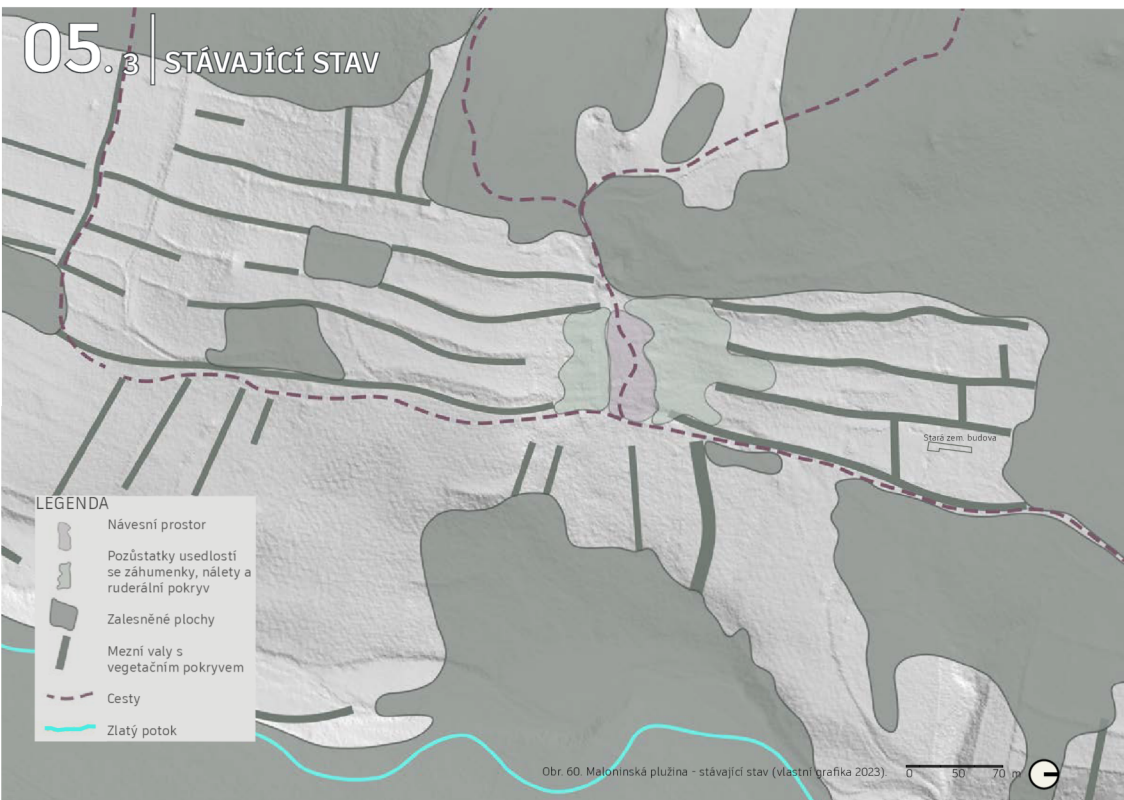 05.3 | STÁVAJÍCÍ STAV
Stará zem. budova
LEGENDA
Návesní prostor
Pozůstatky usedlostí
se záhumenky, nálety a
ruderální pokryv
Zalesněné plochy
Mezní valy s
vegetačním pokryvem
Cesty
Zlatý potok
Obr. 60. Maloninská plužina - stávající stav (vlastní grafika 2023).
0 50 70 m